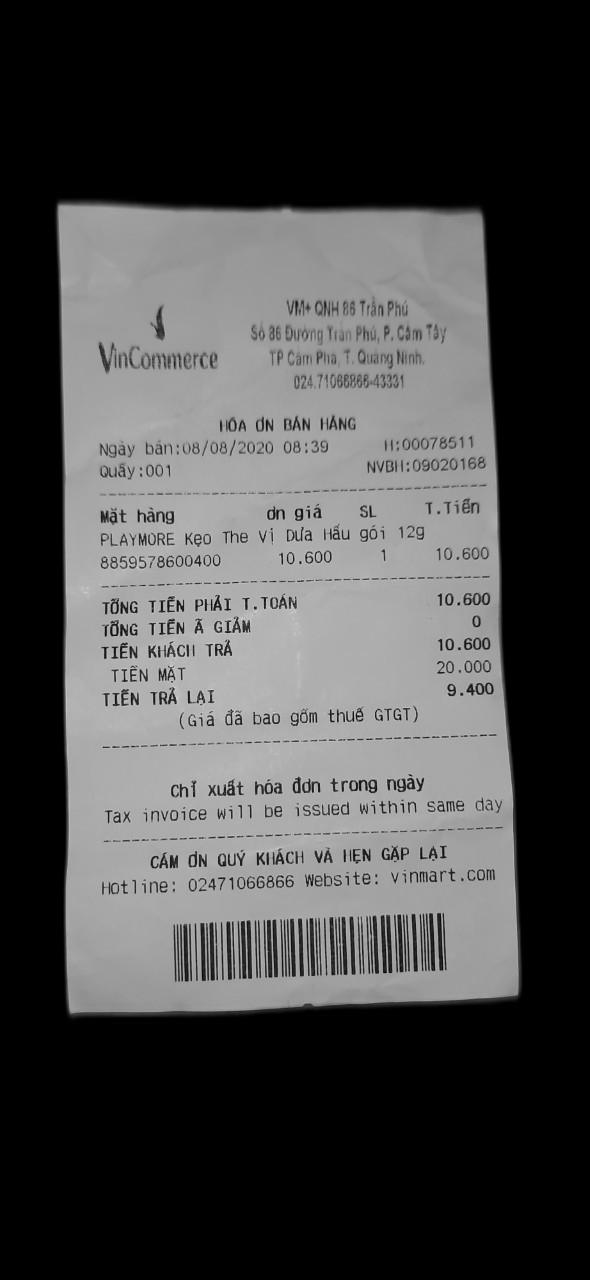 VinCommerce
VM+ QNH 86 Trần Phú
Số 86 Đường Trần Phú, P. Cẩm Tây
TP Cẩm Phả, T. Quảng Ninh.
024.71066866-43331
HÓA ƠN BÁN HÀNG
Ngày bán:08/08/2020 08:39 H:00078511
Quầy:001 NVBH:09020168
Mặt hàng ơn giá SL T.Tiền
PLAYMORE Kẹo The Vị Dưa Hấu gói 12g
8859578600400 10.600 1 10.600
TỔNG TIỀN PHẢI T.TOÁN 10.600
TỔNG TIỀN Ã GIẢM 0
TIỀN KHÁCH TRẢ 10.600
TIỀN MẶT 20.000
TIỀN TRẢ LẠI 9.400
(Giá đã bao gồm thuế GTGT)
Chỉ xuất hóa đơn trong ngày
Tax invoice will be issued within same day
CẢM ƠN QUÝ KHÁCH VÀ HẸN GẶP LẠI
Hotline: 02471066866 Website: vinmart.com